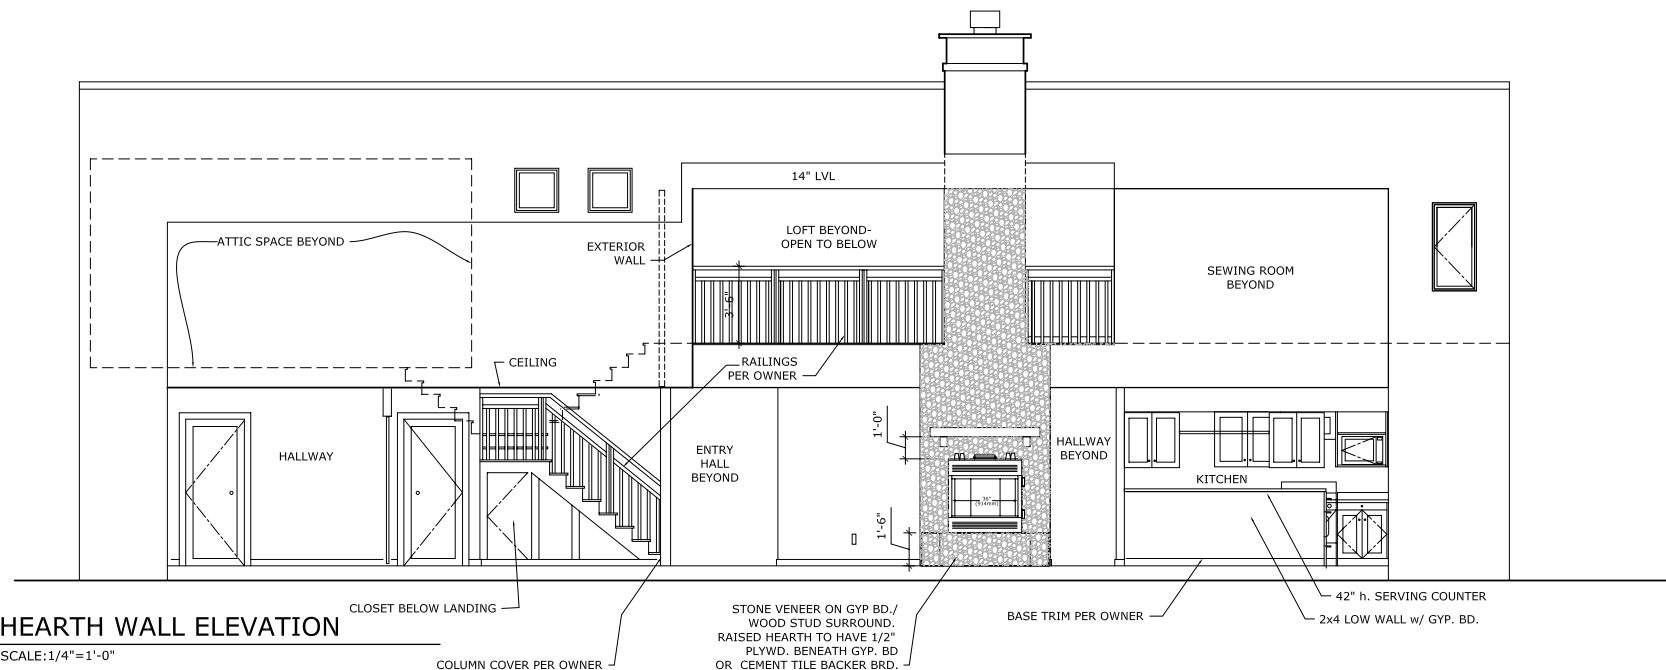 14" LVL
ATTIC SPACE BEYOND
EXTERIOR
WALL
LOFT BEYOND-
OPEN TO BELOW
SEWING ROOM
BEYOND
3'-6"
CEILING
RAILINGS
PER OWNER
HALLWAY
ENTRY
HALL
BEYOND
1'-0"
HALLWAY
BEYOND
KITCHEN
36"
(914mm)
1'-6"
CLOSET BELOW LANDING
STONE VENEER ON GYP BD./
WOOD STUD SURROUND.
RAISED HEARTH TO HAVE 1/2"
PLYWD. BENEATH GYP. BD
OR CEMENT TILE BACKER BRD.
BASE TRIM PER OWNER
42" h. SERVING COUNTER
2x4 LOW WALL w/ GYP. BD.
HEARTH WALL ELEVATION
SCALE:1/4"=1'-0"
COLUMN COVER PER OWNER